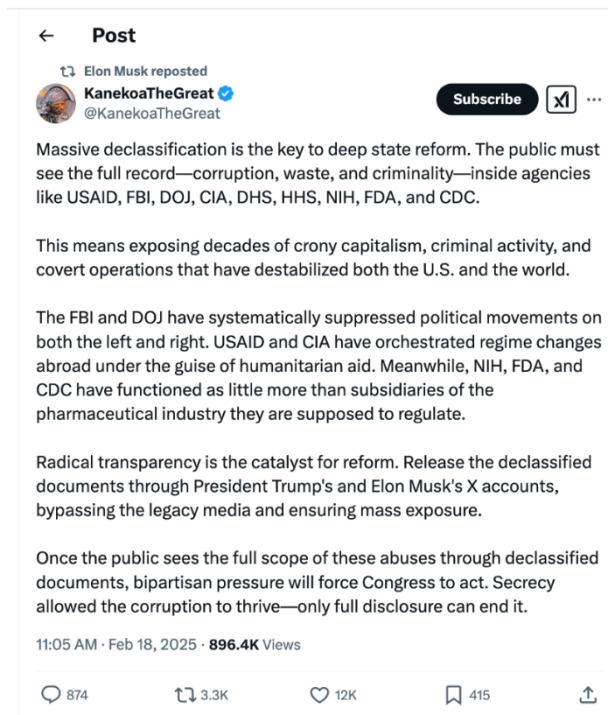 Post
Elon Musk reposted
KanekoaTheGreat
@KanekoaTheGreat
Subscribe
Massive declassification is the key to deep state reform. The public must
see the full record—corruption, waste, and criminality—inside agencies
like USAID, FBI, DOJ, CIA, DHS, HHS, NIH, FDA, and CDC.
This means exposing decades of crony capitalism, criminal activity, and
covert operations that have destabilized both the U.S. and the world.
The FBI and DOJ have systematically suppressed political movements on
both the left and right. USAID and CIA have orchestrated regime changes
abroad under the guise of humanitarian aid. Meanwhile, NIH, FDA, and
CDC have functioned as little more than subsidiaries of the
pharmaceutical industry they are supposed to regulate.
Radical transparency is the catalyst for reform. Release the declassified
documents through President Trump's and Elon Musk's X accounts,
bypassing the legacy media and ensuring mass exposure.
Once the public sees the full scope of these abuses through declassified
documents, bipartisan pressure will force Congress to act. Secrecy
allowed the corruption to thrive—only full disclosure can end it.
11:05 AM · Feb 18, 2025 · 896.4K Views
874 3.3K 12K 415